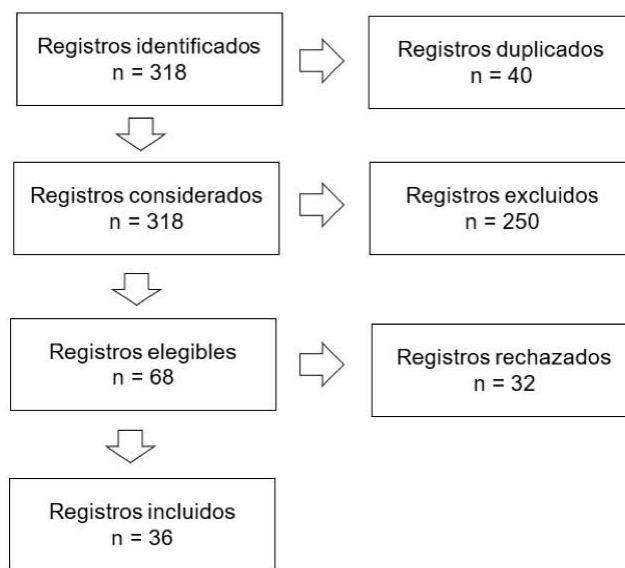 Registros identificados
n = 318
Registros duplicados
n = 40
Registros considerados
n = 318
Registros excluidos
n = 250
Registros elegibles
n = 68
Registros rechazados
n = 32
Registros incluidos
n = 36